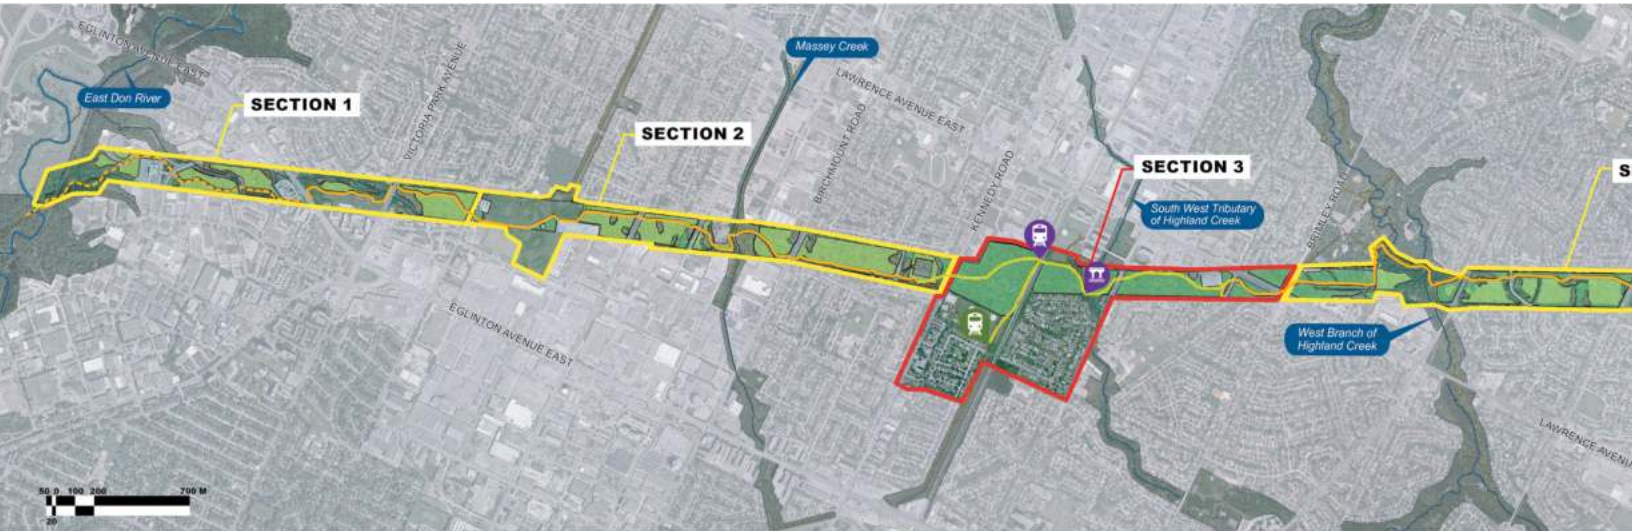 EGLINTON AVENUE EAST
East Don River
SECTION 1
VICTORIA PARK AVENUE
SECTION 2
Massey Creek
LAWRENCE AVENUE EAST
BIRCHMOUNT ROAD
KENNEDY ROAD
SECTION 3
South West Tributary
of Highland Creek
BRIMLEY ROAD
S
EGLINTON AVENUE EAST
West Branch of
Highland Creek
LAWRENCE AVENU
50 0 100 200 700 M
20